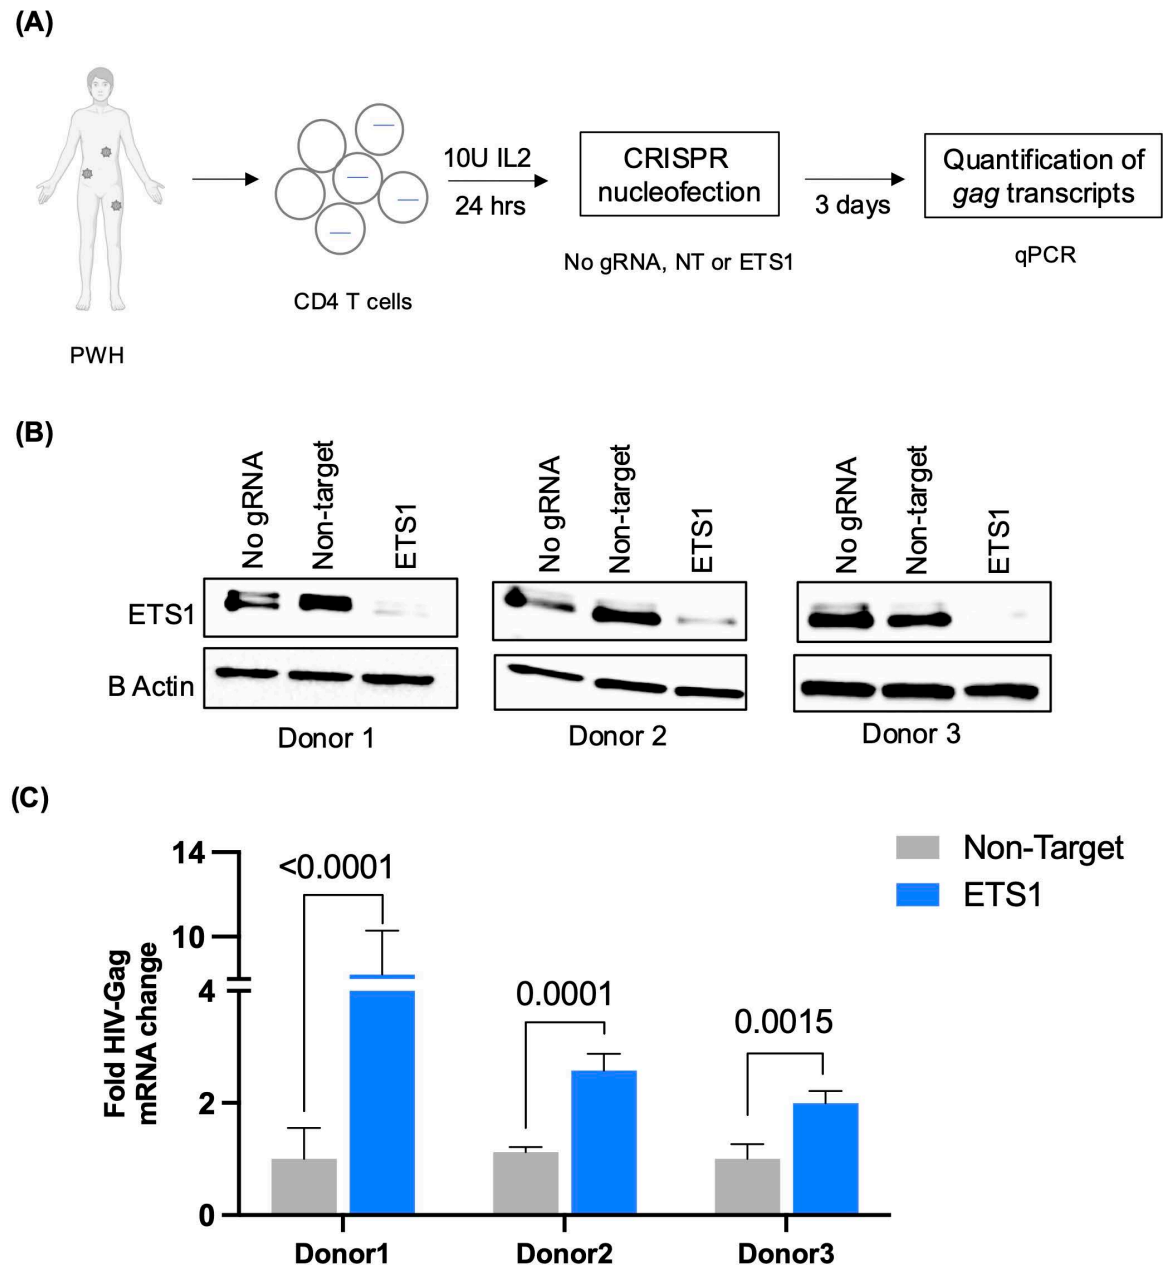 (A)
PWH
CD4 T cells
10U IL2
24 hrs
CRISPR
nucleofection
No gRNA, NT or ETS1
3 days
Quantification of
gag transcripts
qPCR
(B)
No gRNA
Non-target
ETS1
No gRNA
Non-target
ETS1
No gRNA
Non-target
ETS1
ETS1
B Actin
Donor 1
Donor 2
Donor 3
(C)
Fold HIV-Gag
mRNA change
14
10
4
2
0
<0.0001
0.0001
0.0015
Non-Target
ETS1
Donor1
Donor2
Donor3